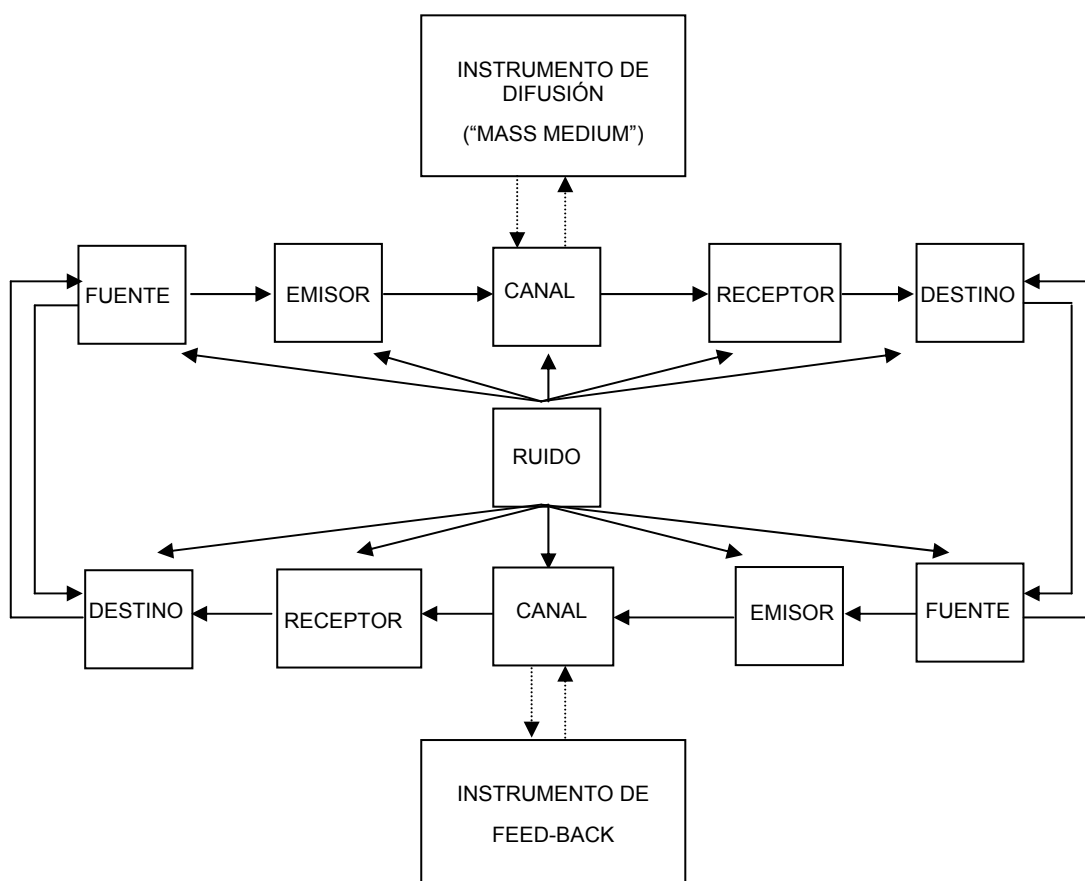 INSTRUMENTO DE
DIFUSIÓN
(“MASS MEDIUM”)
FUENTE
EMISOR
CANAL
RECEPTOR
DESTINO
RUIDO
DESTINO
RECEPTOR
CANAL
EMISOR
FUENTE
INSTRUMENTO DE
FEED-BACK